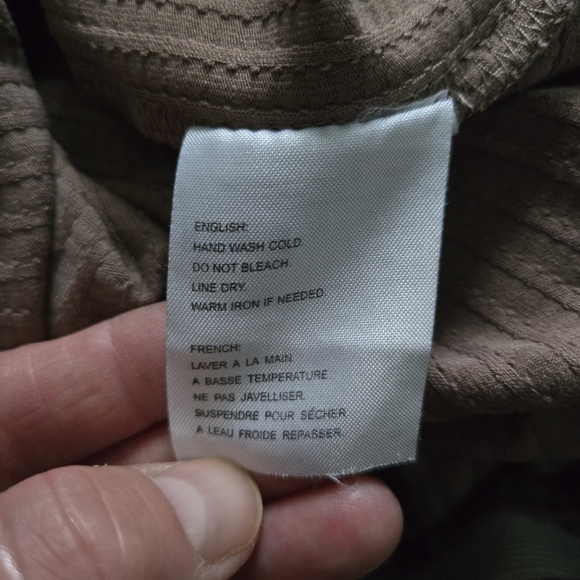 ENGLISH:
HAND WASH COLD
DO NOT BLEACH.
LINE DRY.
WARM IRON IF NEEDED.
FRENCH:
LAVER A LA MAIN
A BASSE TEMPERATURE.
NE PAS JAVELLISER.
SUSPENDRE POUR SÉCHER
A LEAU FROIDE REPASSER.